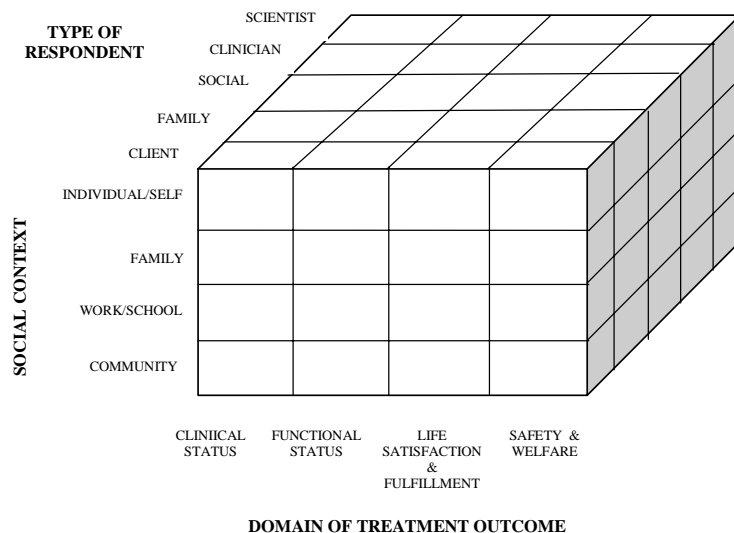 SCIENTIST
TYPE OF
RESPONDENT
CLINICIAN
SOCIAL
FAMILY
CLIENT
SOCIAL CONTEXT
INDIVIDUAL/SELF
FAMILY
WORK/SCHOOL
COMMUNITY
CLINIICAL
STATUS
FUNCTIONAL
STATUS
LIFE
SATISFACTION
&
FULFILLMENT
SAFETY &
WELFARE
DOMAIN OF TREATMENT OUTCOME